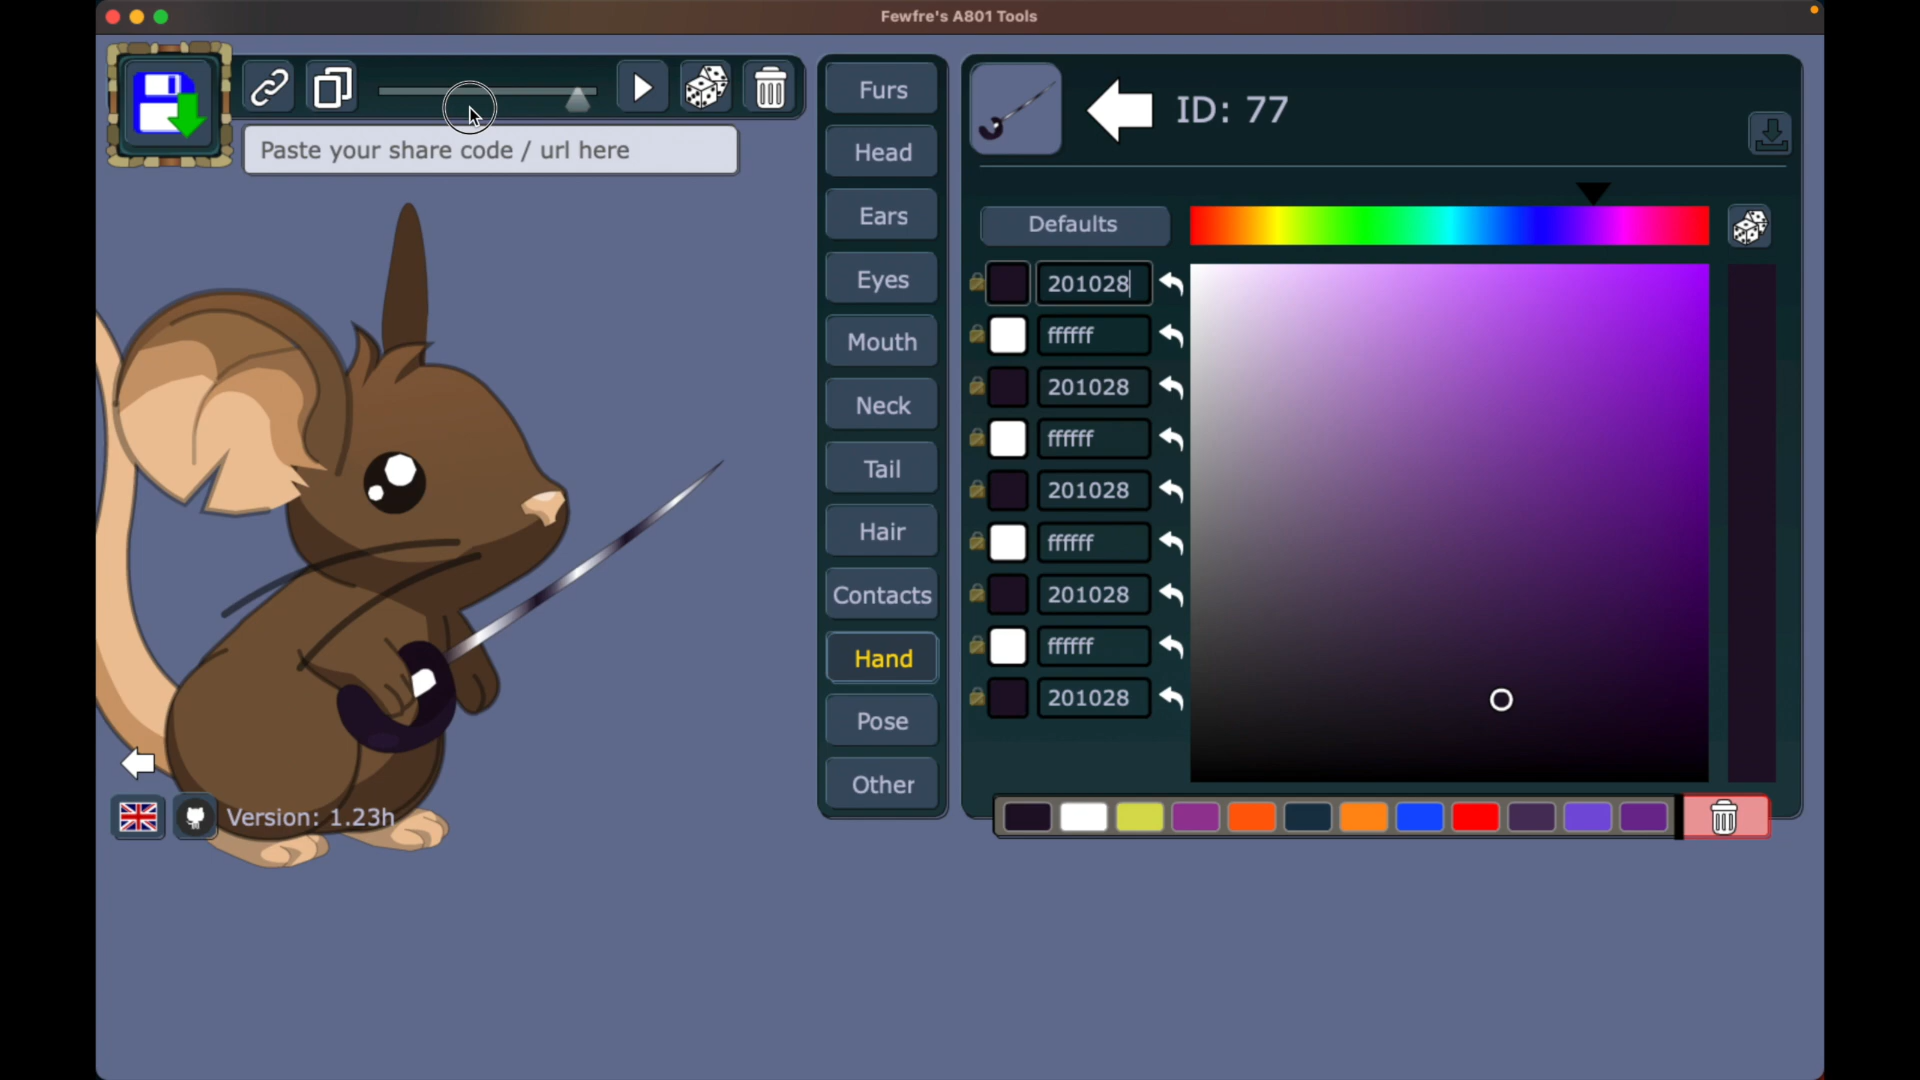 Fewfre's A801 Tools
Paste your share code / url here
Version: 1.23h
Furs
Head
Ears
Eyes
Mouth
Neck
Tail
Hair
Contacts
Hand
Pose
Other
ID: 77
Defaults
201028
ffffff
201028
ffffff
201028
ffffff
201028
ffffff
201028